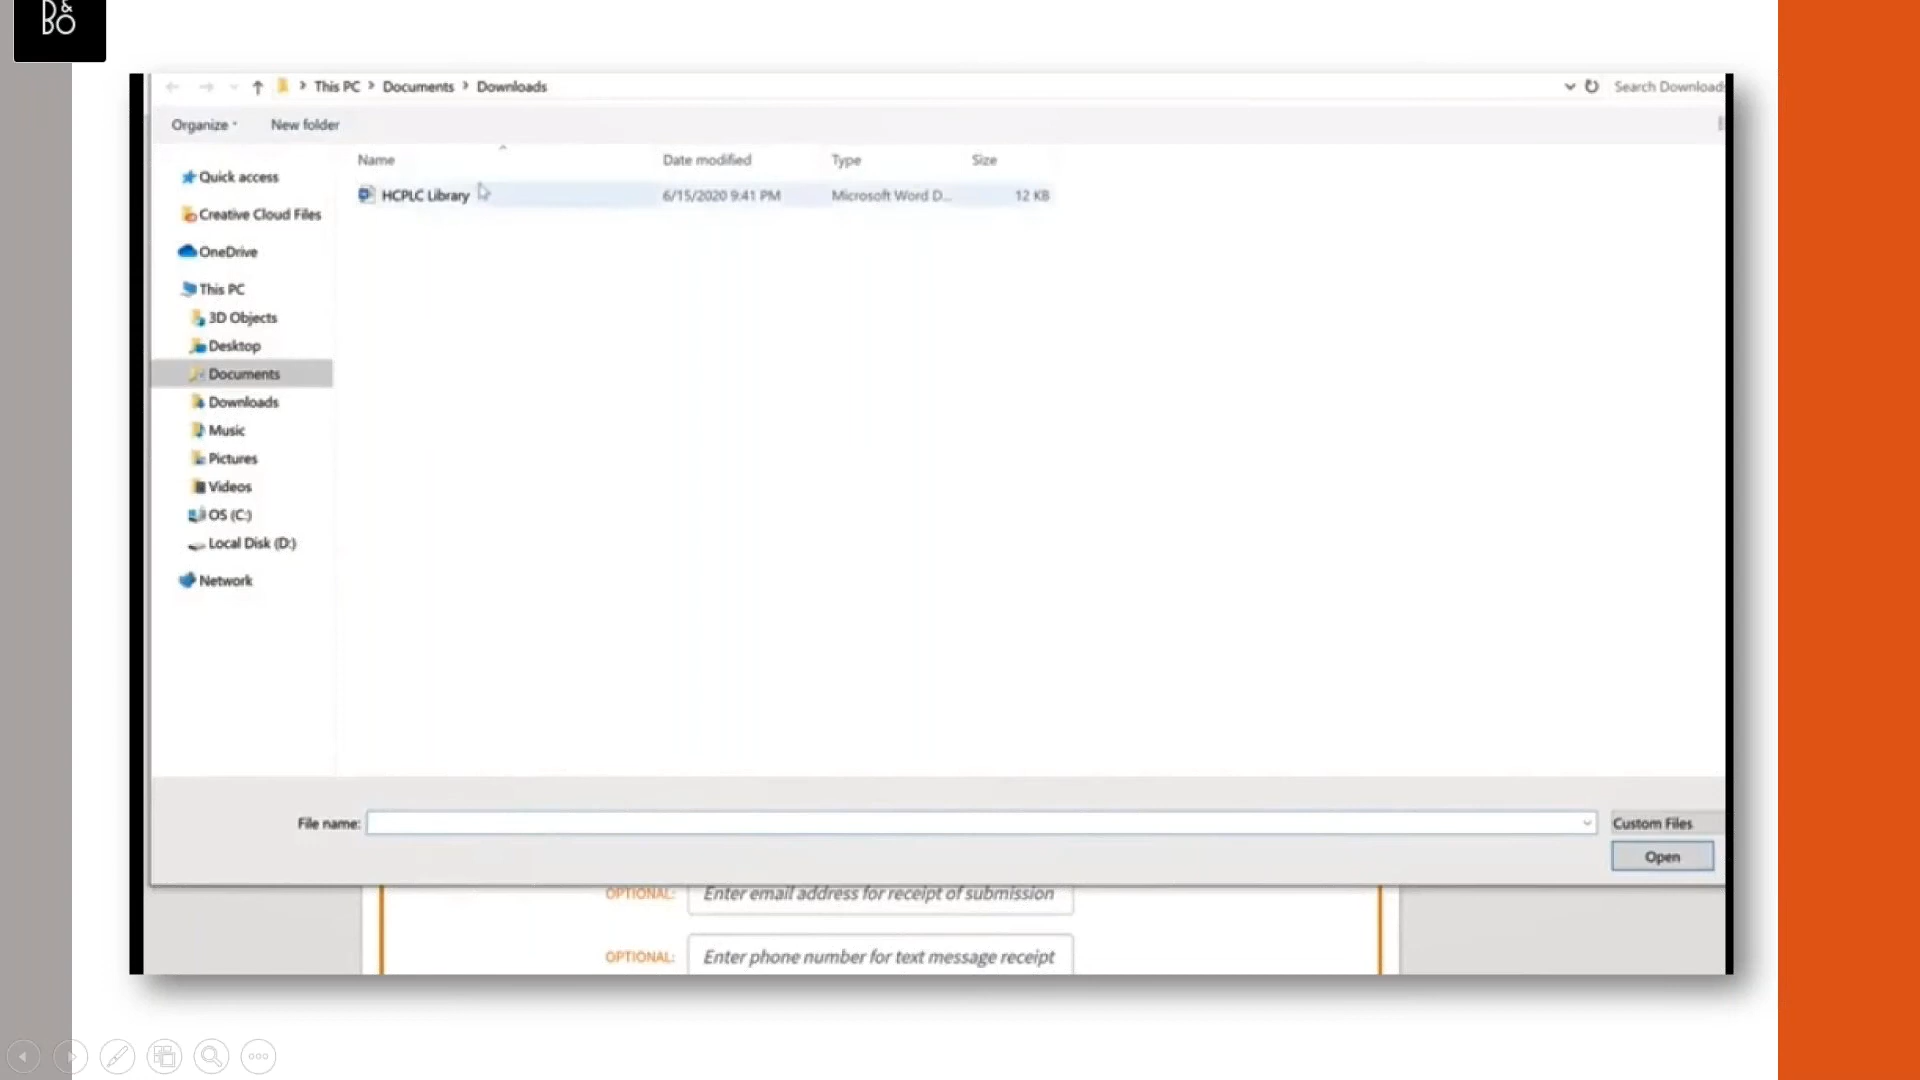 B&O
This PC > Documents > Downloads
Search Downloads
Organize
New folder
Name
Date modified
Type
Size
HCPLC Library
6/15/2020 9:41 PM
Microsoft Word D...
12 KB
Quick access
Creative Cloud Files
OneDrive
This PC
3D Objects
Desktop
Documents
Downloads
Music
Pictures
Videos
OS (C:)
Local Disk (D:)
Network
File name:
Custom Files
Open
OPTIONAL: Enter email address for receipt of submission
OPTIONAL: Enter phone number for text message receipt